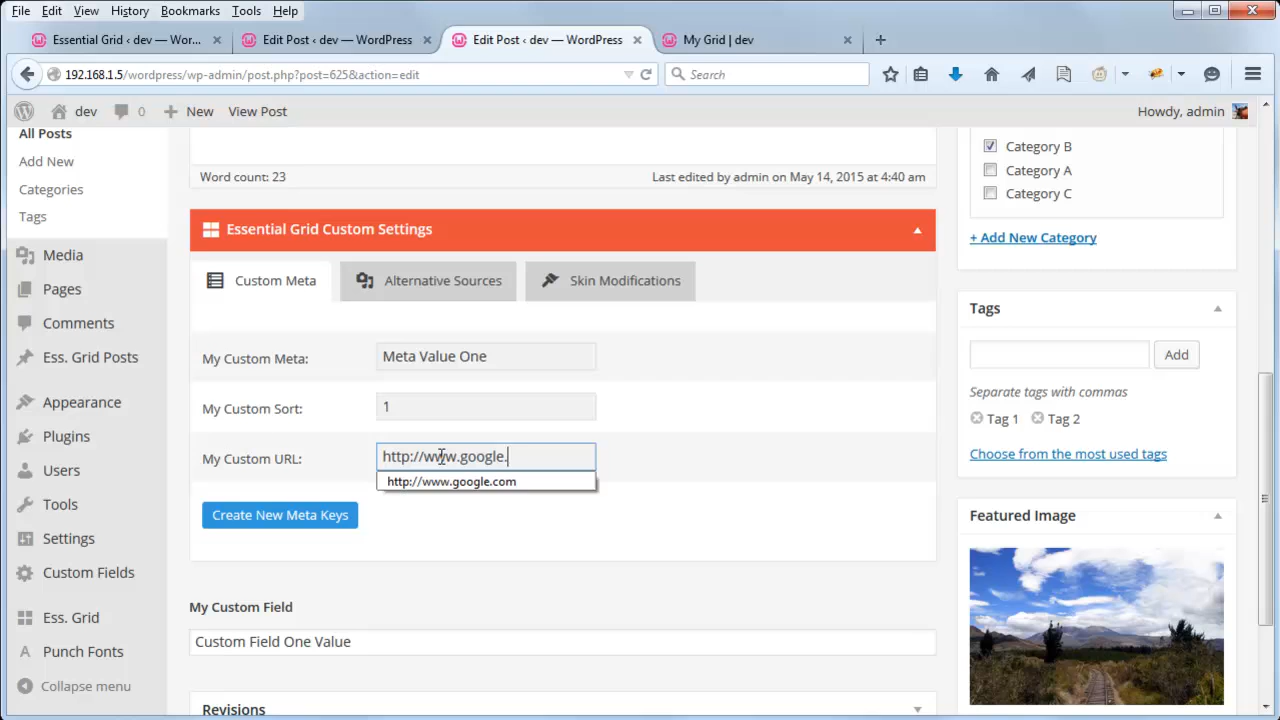 File Edit View History Bookmarks Tools Help
Essential Grid ‹ dev — Wor... × Edit Post ‹ dev — WordPress × Edit Post ‹ dev — WordPress × My Grid | dev ×
192.168.1.5/wordpress/wp-admin/post.php?post=625&action=edit Search
dev 0 New View Post Howdy, admin
All Posts
Add New
Categories
Tags
Media
Pages
Comments
Ess. Grid Posts
Appearance
Plugins
Users
Tools
Settings
Custom Fields
Ess. Grid
Punch Fonts
Collapse menu
Word count: 23 Last edited by admin on May 14, 2015 at 4:40 am
Essential Grid Custom Settings
Custom Meta Alternative Sources Skin Modifications
My Custom Meta: Meta Value One
My Custom Sort: 1
My Custom URL: http://www.google.
http://www.google.com
Create New Meta Keys
My Custom Field
Custom Field One Value
Revisions
Category B
Category A
Category C
+ Add New Category
Tags
Add
Separate tags with commas
Tag 1 Tag 2
Choose from the most used tags
Featured Image